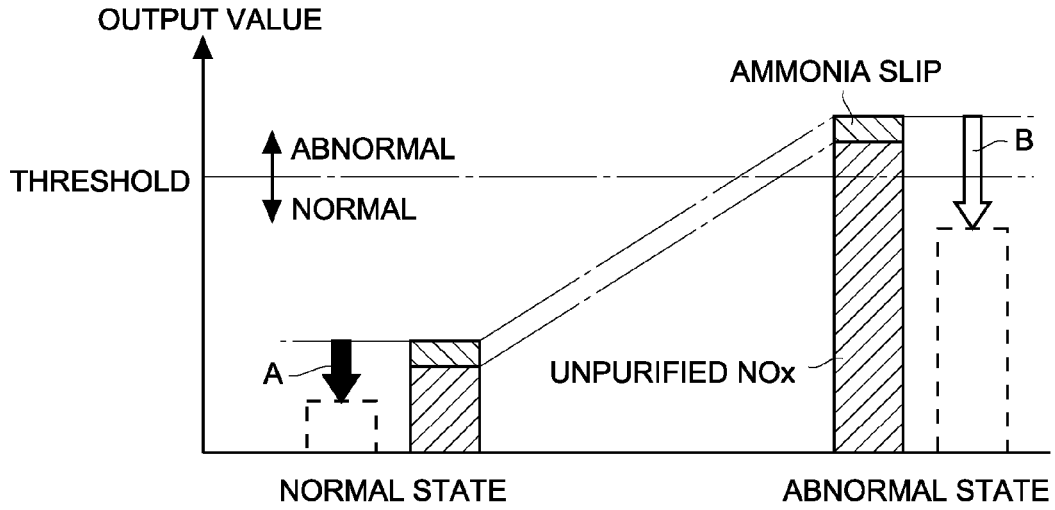 OUTPUT VALUE
AMMONIA SLIP
ABNORMAL
B
THRESHOLD
NORMAL
A
UNPURIFIED NOx
NORMAL STATE
ABNORMAL STATE